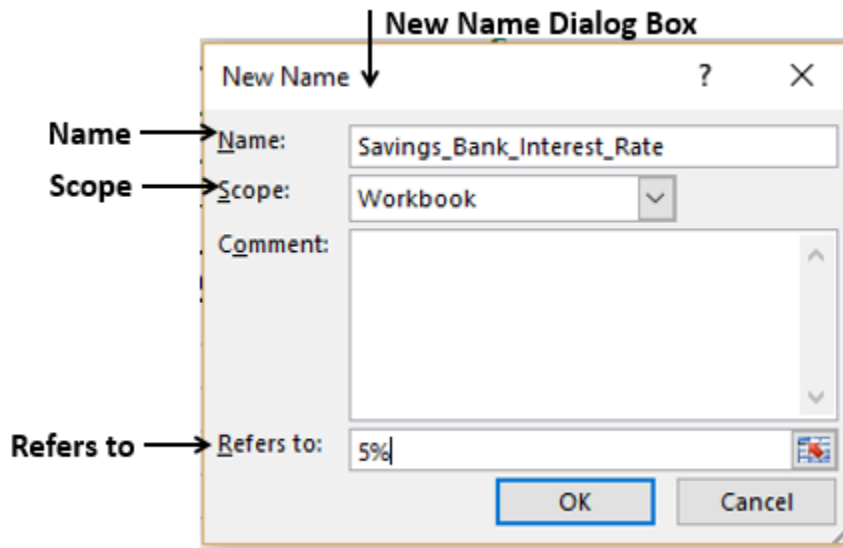 New Name Dialog Box
New Name ? ×
Name Name: Savings_Bank_Interest_Rate
Scope Scope: Workbook
Comment:
Refers to Refers to: 5%
OK Cancel